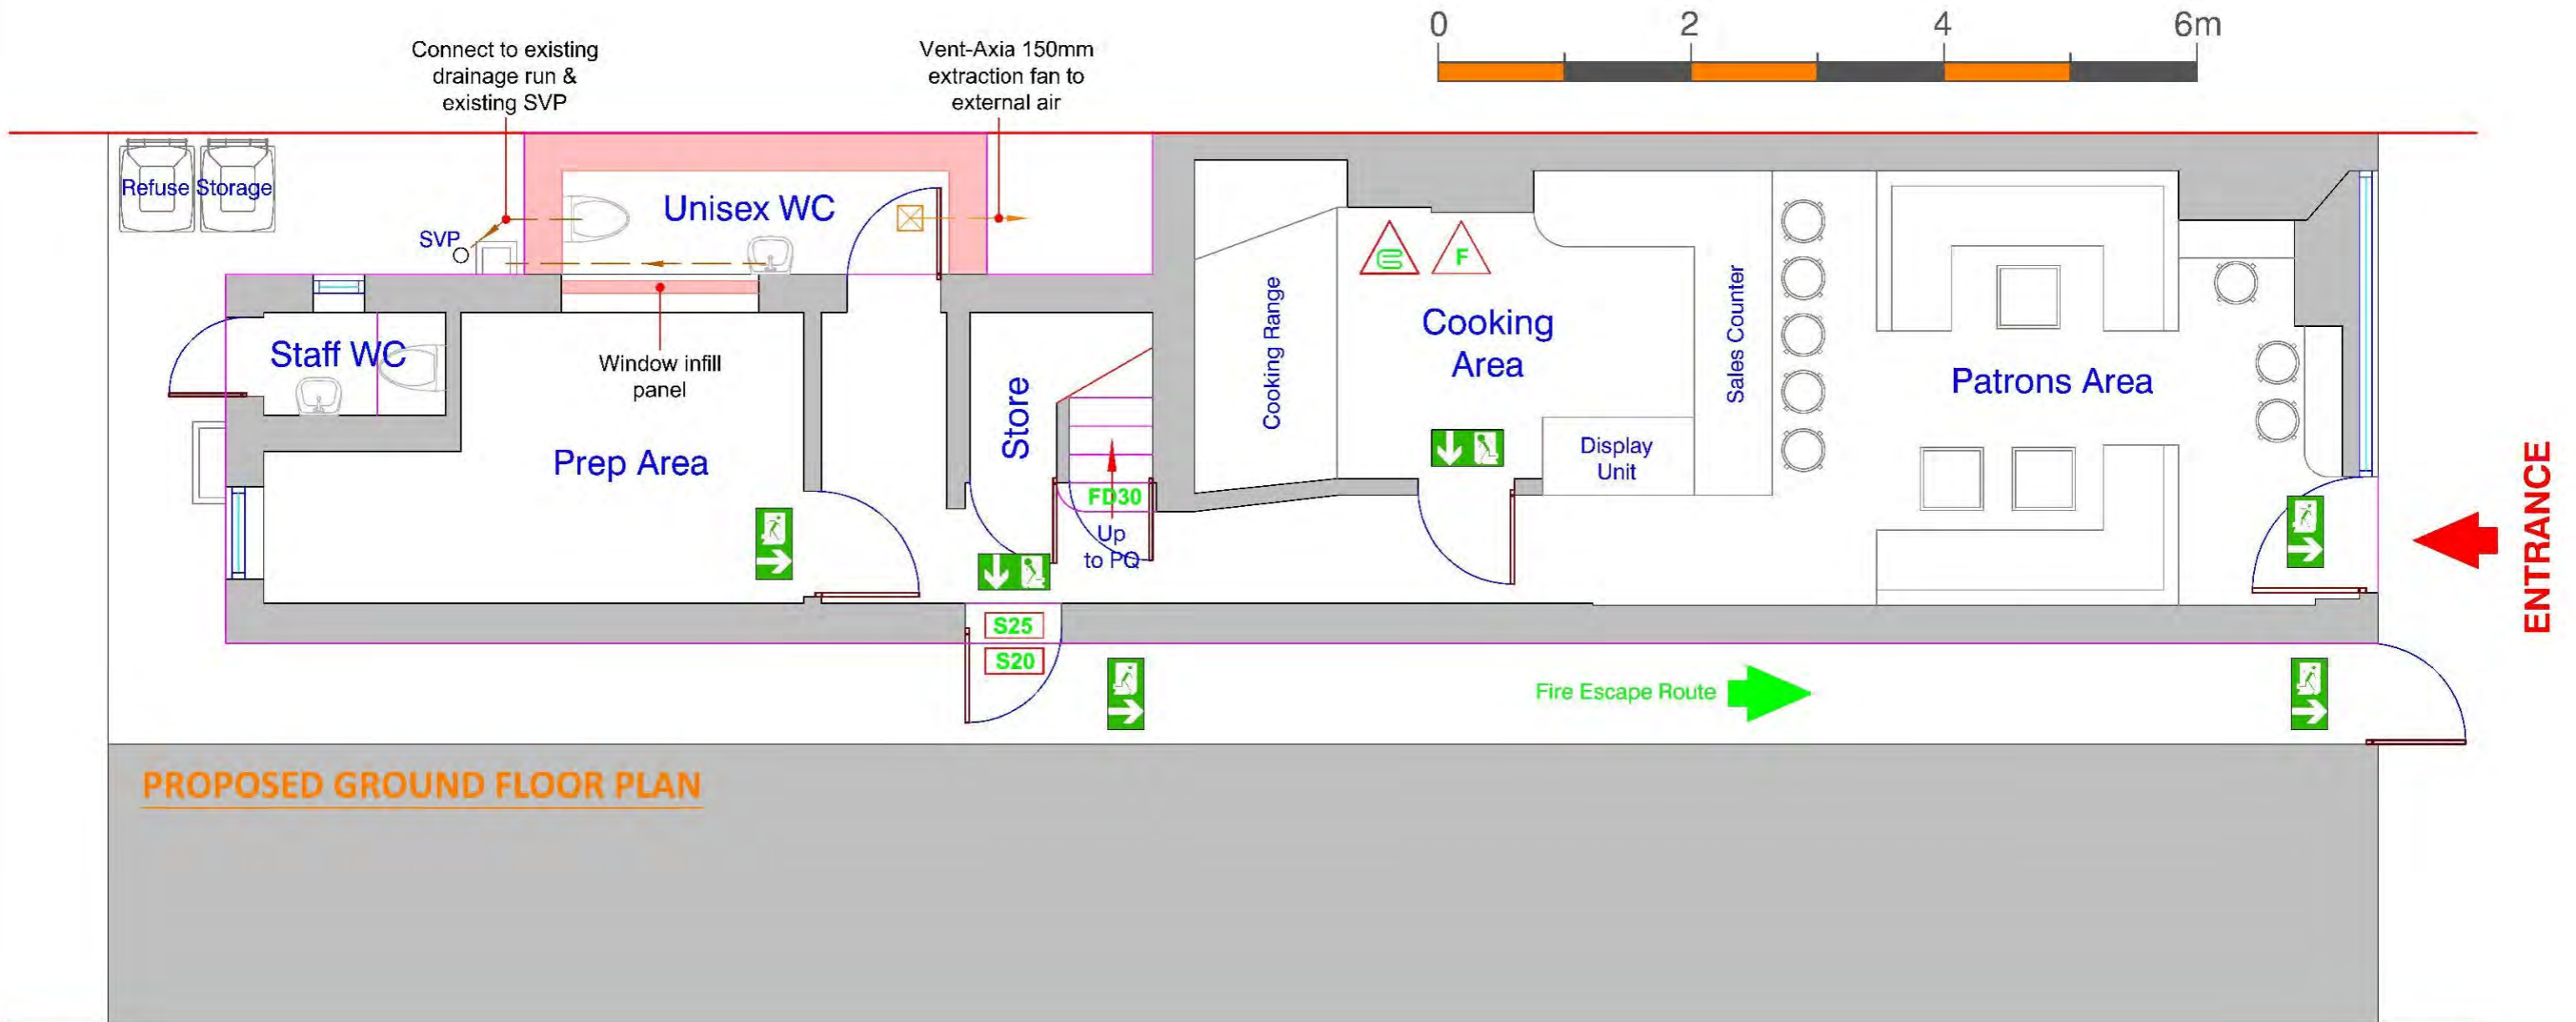 0 2 4 6m
Connect to existing
drainage run &
existing SVP
Vent-Axia 150mm
extraction fan to
external air
Refuse Storage
Unisex WC
SVP
F
Staff WC
Window infill
panel
Prep Area
Store
FD30
Up
to PQ
Cooking Range
Cooking
Area
Sales Counter
Display
Unit
Patrons Area
ENTRANCE
S25
S20
Fire Escape Route
PROPOSED GROUND FLOOR PLAN